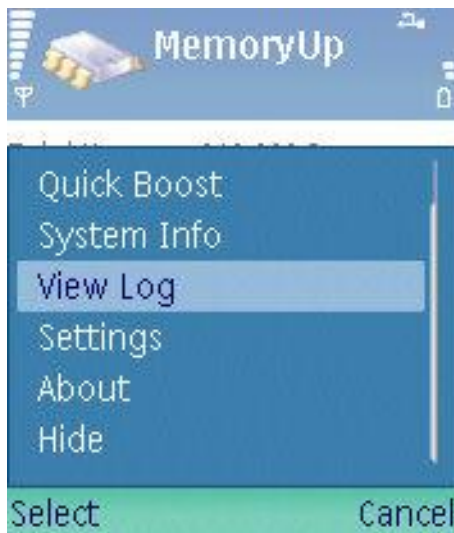 MemoryUp
Quick Boost
System Info
View Log
Settings
About
Hide
Select Cancel